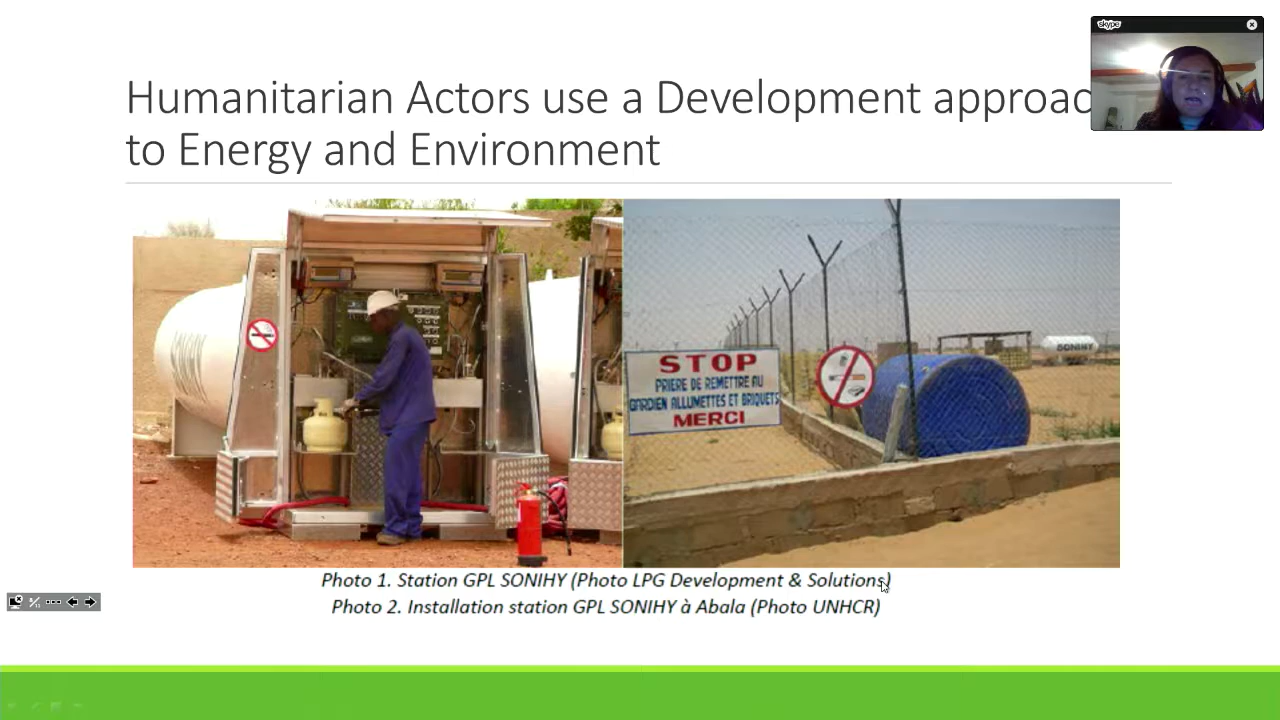 skype
Humanitarian Actors use a Development approac
to Energy and Environment
STOP
PRIERE DE REMETTRE AU
GARDIEN ALLUMETTES ET BRIQUETS
MERCI
SONIHY
Photo 1. Station GPL SONIHY (Photo LPG Development & Solutions)
Photo 2. Installation station GPL SONIHY à Abala (Photo UNHCR)